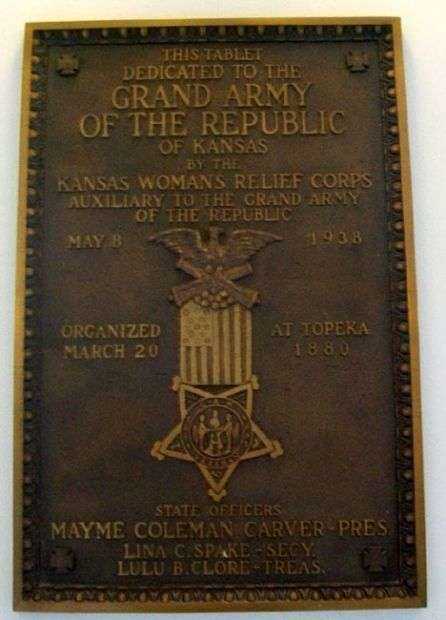 THIS TABLET
DEDICATED TO THE
GRAND ARMY
OF THE REPUBLIC
OF KANSAS
BY THE
KANSAS WOMAN'S RELIEF CORPS
AUXILIARY TO THE GRAND ARMY
OF THE REPUBLIC
MAY 8 1938
ORGANIZED AT TOPEKA
MARCH 20 1880
STATE OFFICERS
MAYME COLEMAN CARVER-PRES.
LINA C. SPAKE-SECY.
LULU B. CLORE-TREAS.